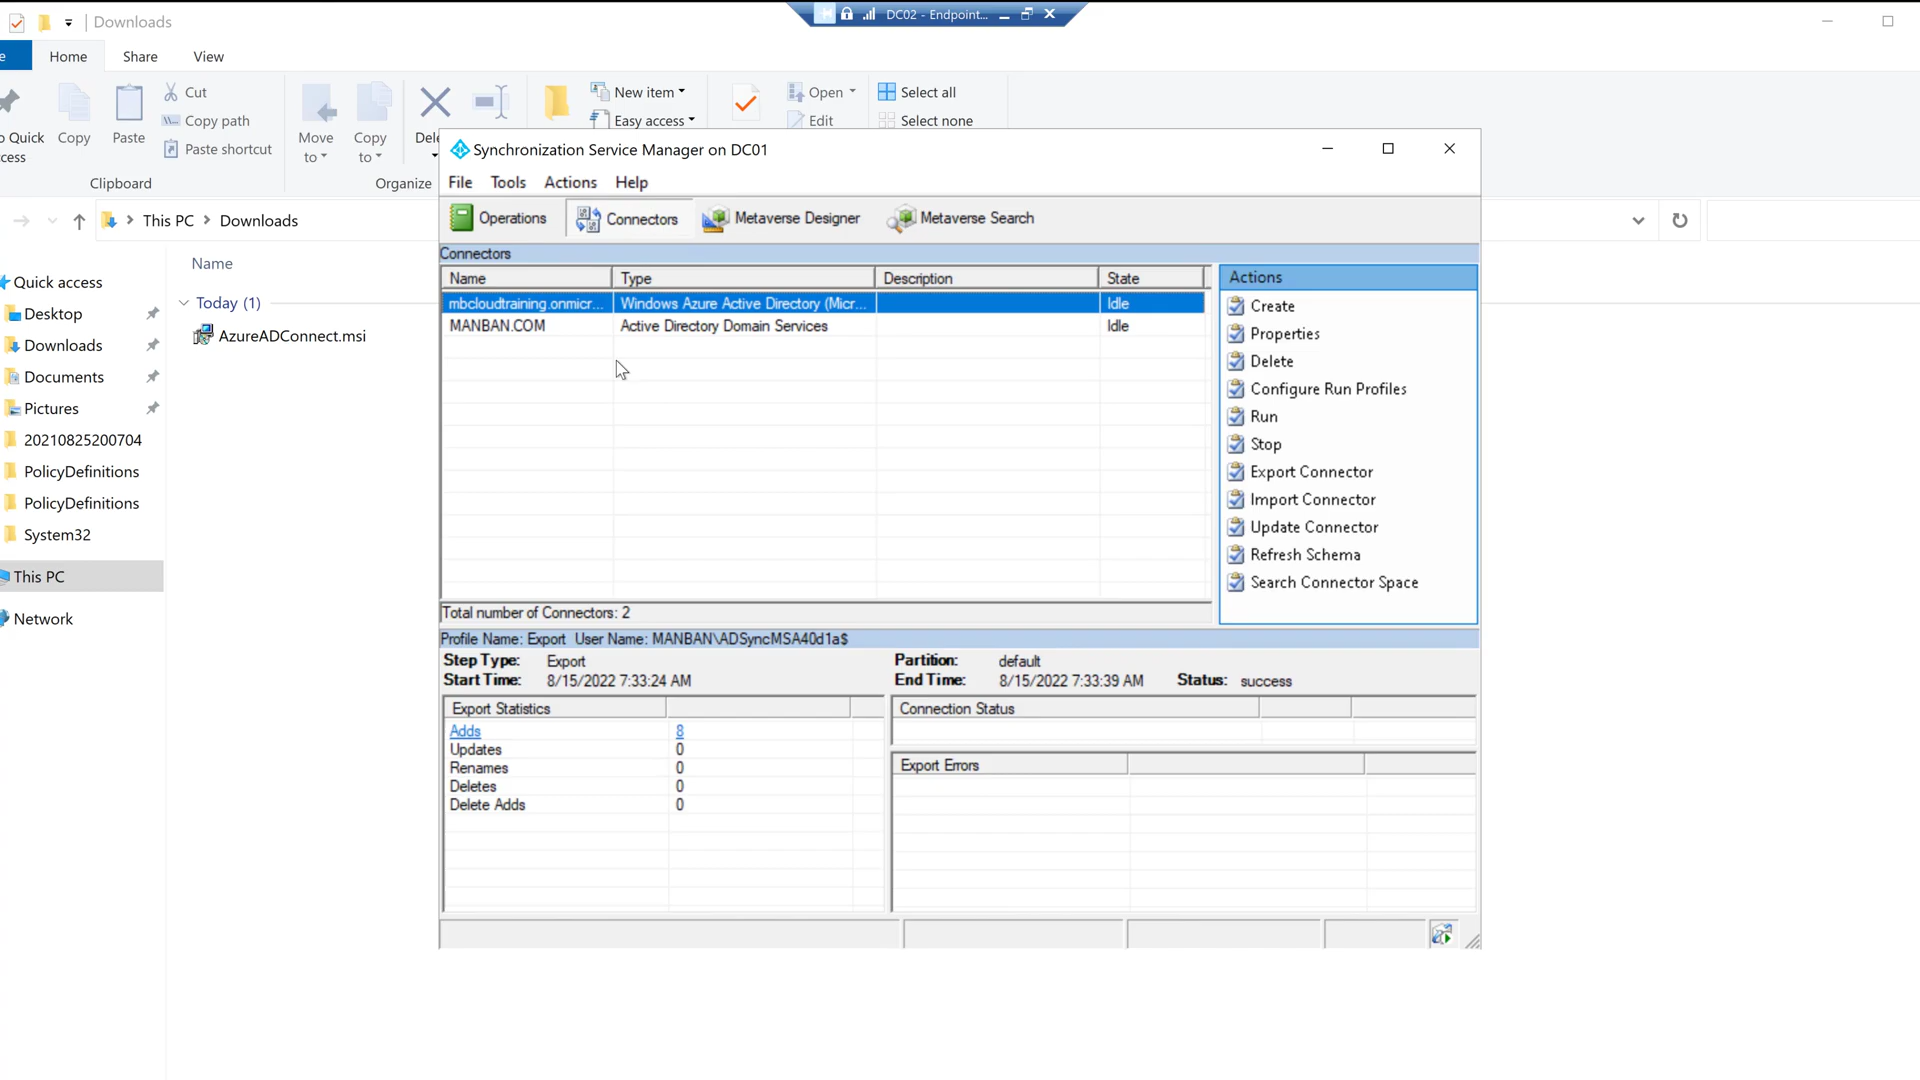 Downloads
DC02 - Endpoint...
Home
Share
View
Copy
Paste
Cut
Copy path
Paste shortcut
Clipboard
Move
to
Copy
to
Organize
New item
Easy access
Open
Edit
Select all
Select none
This PC
Downloads
Name
Today (1)
AzureADConnect.msi
Quick access
Desktop
Downloads
Documents
Pictures
20210825200704
PolicyDefinitions
PolicyDefinitions
System32
This PC
Network
Synchronization Service Manager on DC01
File Tools Actions Help
Operations
Connectors
Metaverse Designer
Metaverse Search
Connectors
Name Type Description State
mbcloudtraining.onmicr... Windows Azure Active Directory (Micr... Idle
MANBAN.COM Active Directory Domain Services Idle
Total number of Connectors: 2
Actions
Create
Properties
Delete
Configure Run Profiles
Run
Stop
Export Connector
Import Connector
Update Connector
Refresh Schema
Search Connector Space
Profile Name: Export User Name: MANBAN\ADSyncMSA40d1a$
Step Type: Export
Start Time: 8/15/2022 7:33:24 AM
Partition: default
End Time: 8/15/2022 7:33:39 AM Status: success
Export Statistics
Adds 8
Updates 0
Renames 0
Deletes 0
Delete Adds 0
Connection Status
Export Errors